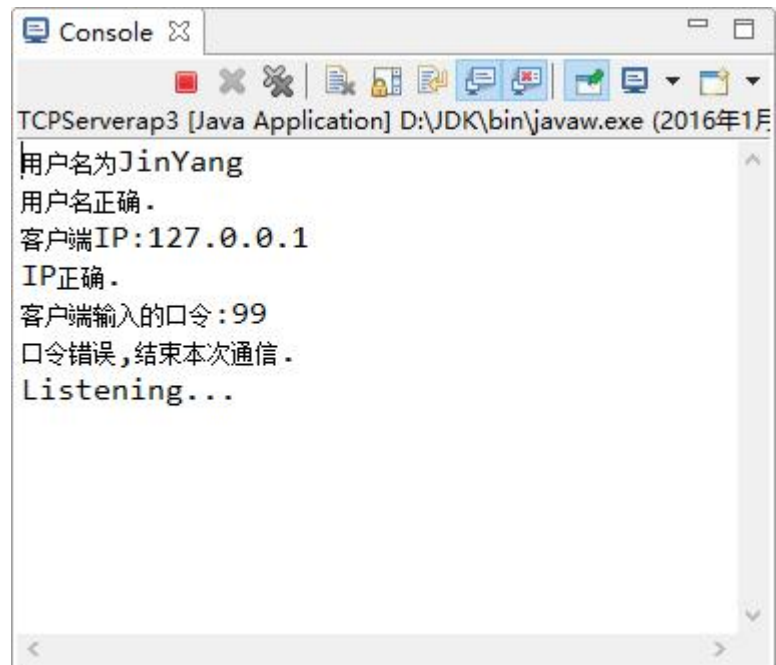 Console
TCPServerap3 [Java Application] D:\JDK\bin\javaw.exe (2016年1月
用户名为JinYang
用户名正确.
客户端IP:127.0.0.1
IP正确.
客户端输入的口令:99
口令错误,结束本次通信.
Listening...